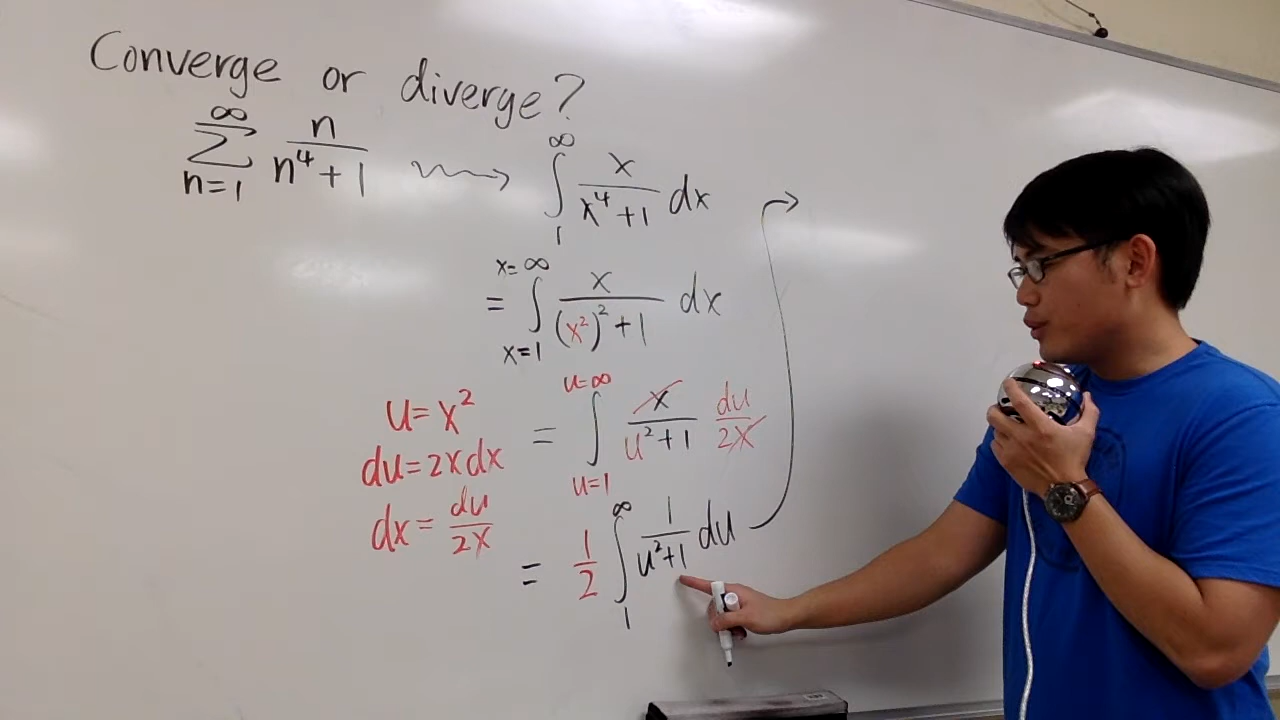 Converge or diverge?
∑_{n=1}^{∞} n/(n⁴+1) ⇝ ∫_{1}^{∞} x/(x⁴+1) dx
= ∫_{x=1}^{x=∞} x/((x²)²+1) dx
u=x²
du=2xdx
dx=du/2x
= ∫_{u=1}^{u=∞} x/(u²+1) du/2x
= 1/2 ∫_{1}^{∞} 1/(u²+1) du